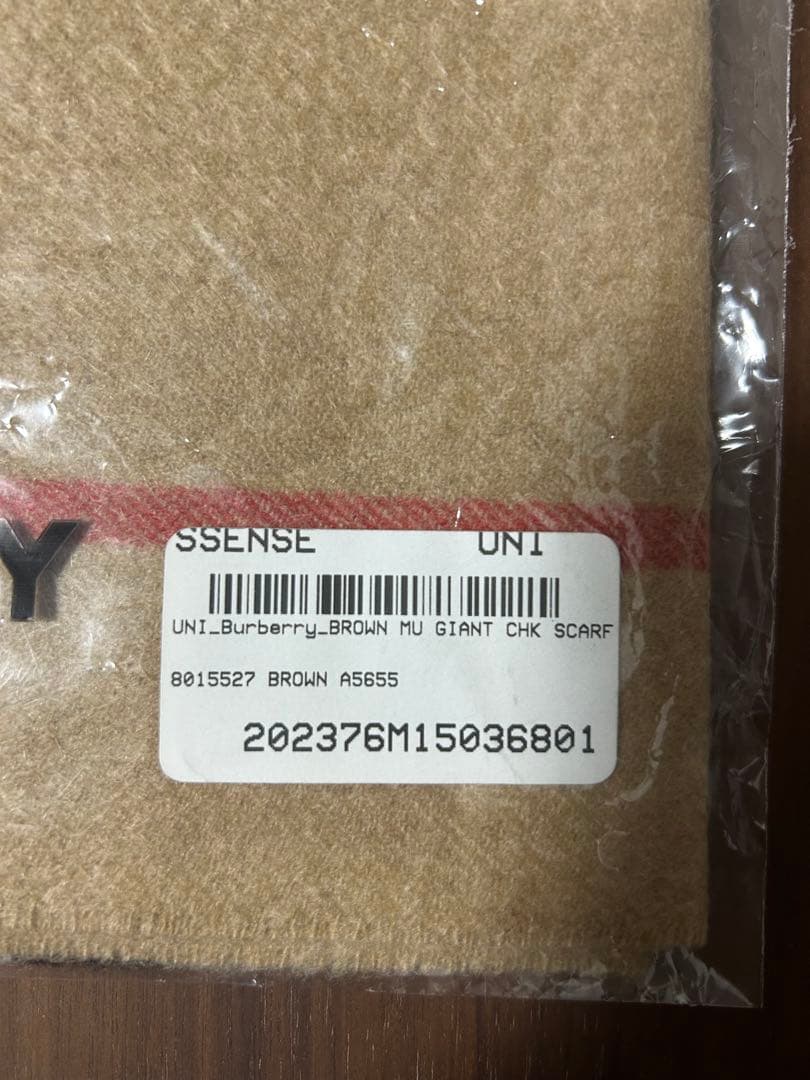 Y
SSENSE UNI
UNI_Burberry_BROWN MU GIANT CHK SCARF
8015527 BROWN A5655
202376M15036801